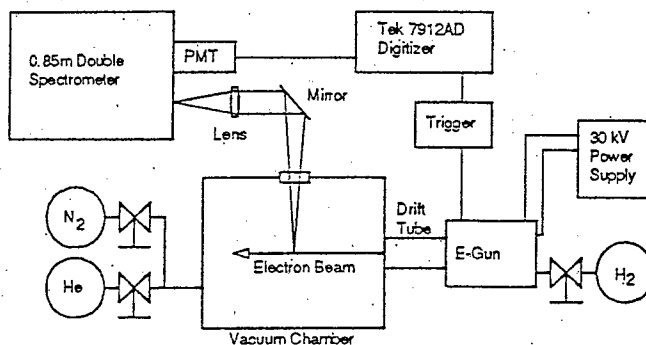 0.85m Double
Spectrometer
PMT
Tek 7912AD
Digitizer
Mirror
Lens
Trigger
30 kV
Power
Supply
N2
Drift
Tube
E-Gun
Electron Beam
He
H2
Vacuum Chamber